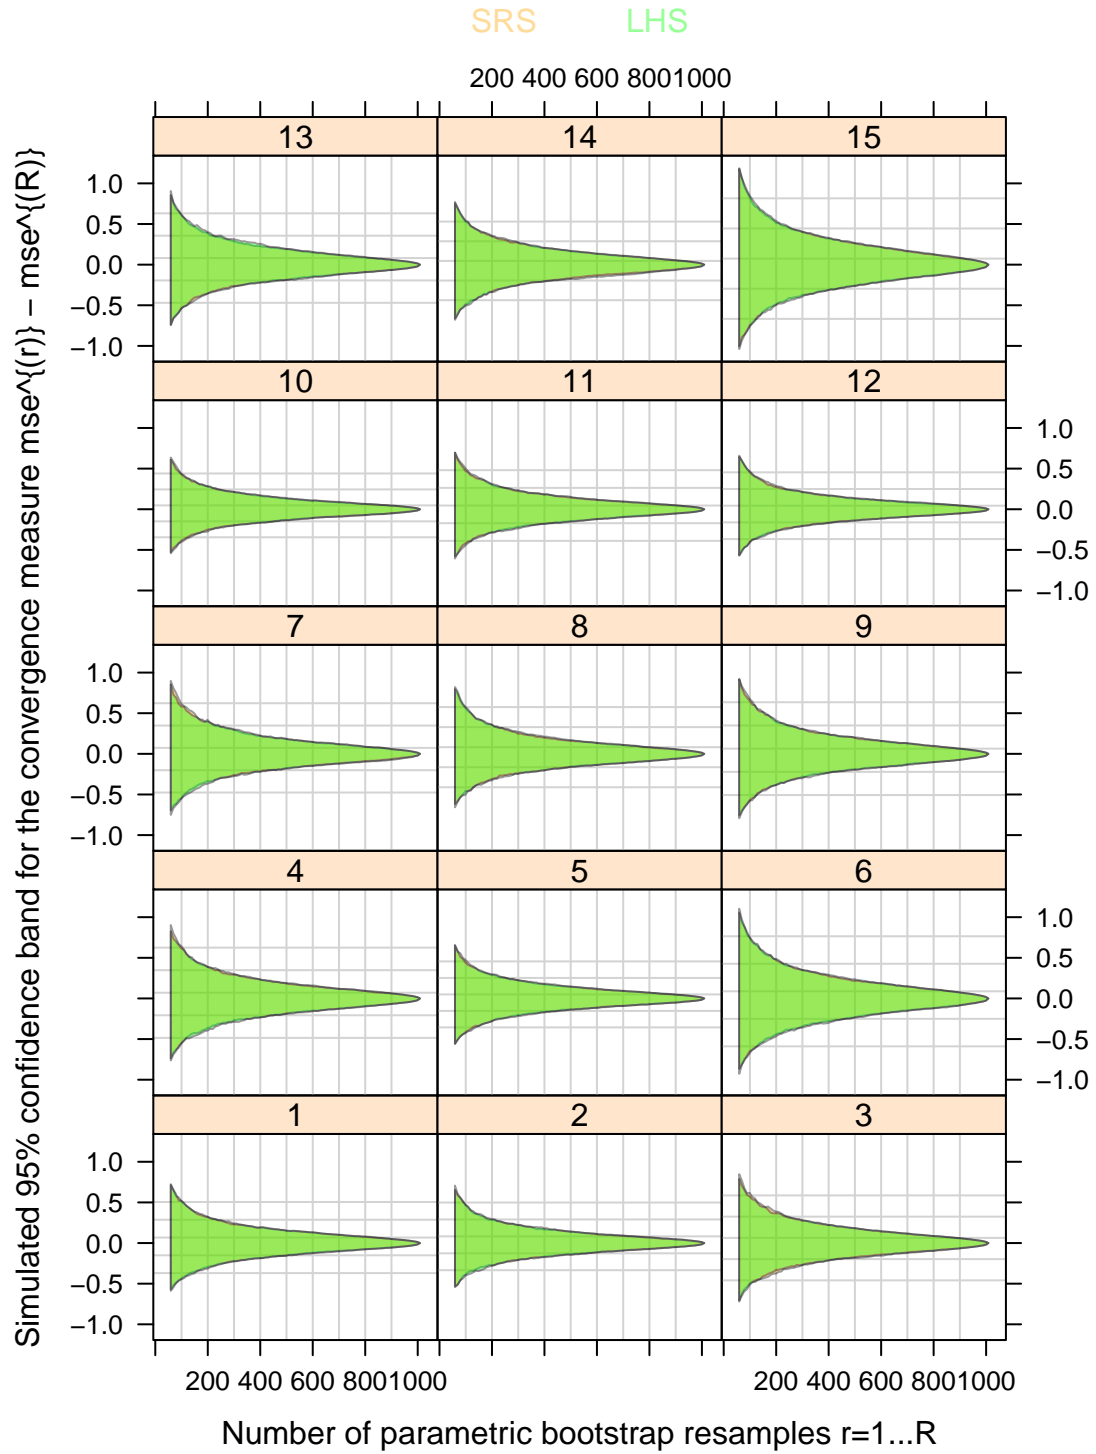 SRS LHS
200 400 600 8001000
13 14 15
1.0
0.5
0.0
−0.5
−1.0
10 11 12
1.0
0.5
0.0
−0.5
−1.0
7 8 9
1.0
0.5
0.0
−0.5
−1.0
4 5 6
1.0
0.5
0.0
−0.5
−1.0
1 2 3
1.0
0.5
0.0
−0.5
−1.0
200 400 600 8001000 200 400 600 8001000
Number of parametric bootstrap resamples r=1...R
Simulated 95% confidence band for the convergence measure mse^{(r)} − mse^{(R)}